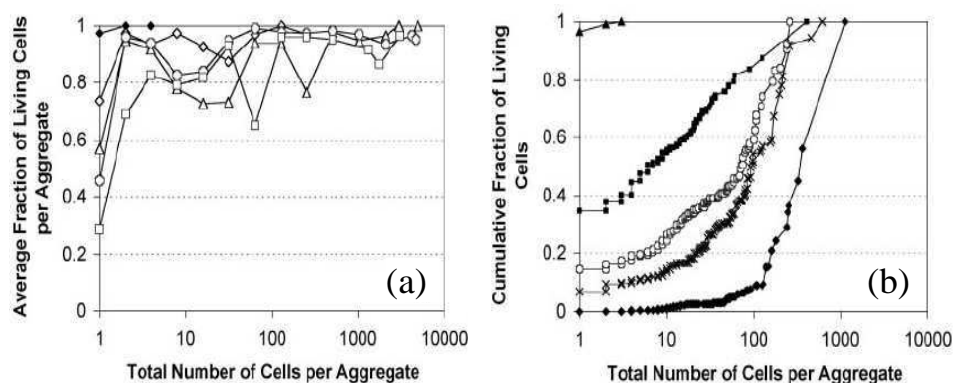 Average Fraction of Living Cells
per Aggregate
1
0.8
0.6
0.4
0.2
0
(a)
1 10 100 1000 10000
Total Number of Cells per Aggregate
Cumulative Fraction of Living
Cells
1
0.8
0.6
0.4
0.2
0
(b)
1 10 100 1000 10000
Total Number of Cells per Aggregate